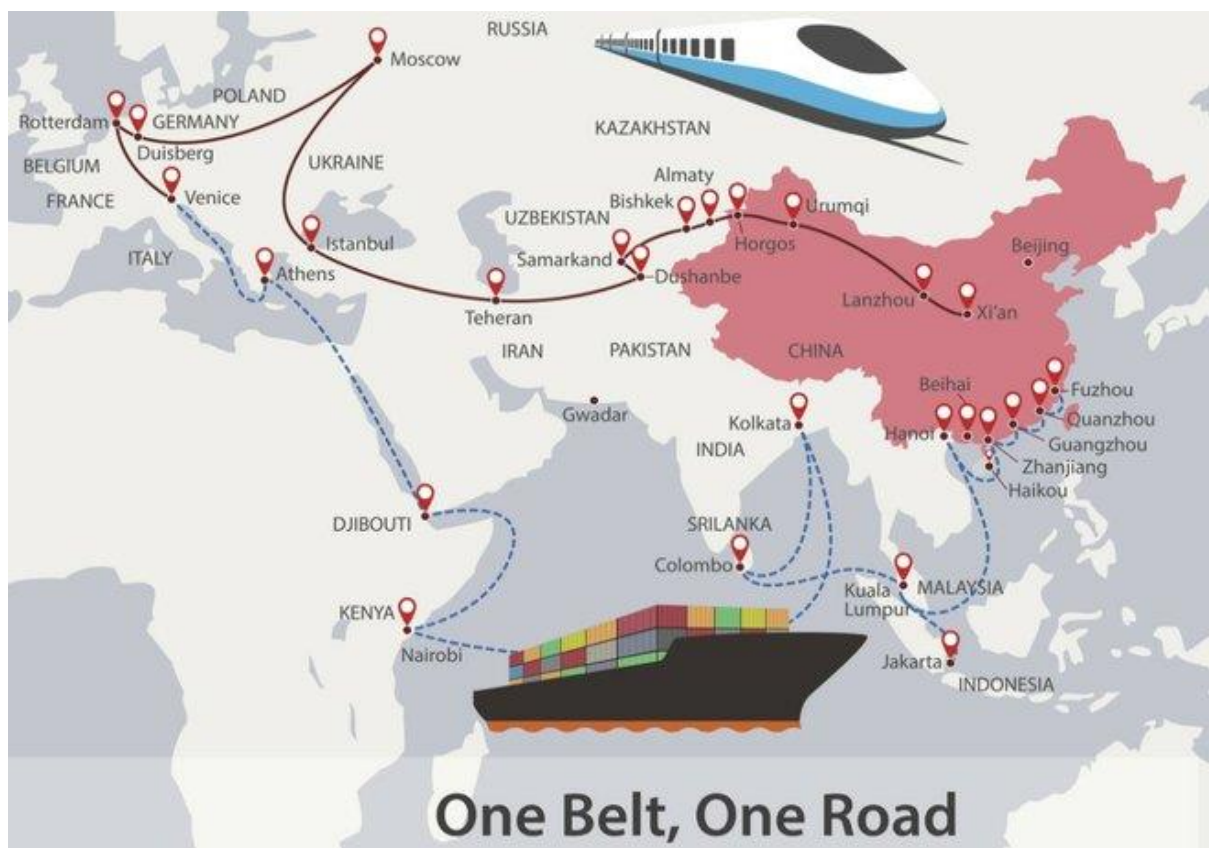 RUSSIA
Moscow
POLAND
Rotterdam
GERMANY
Duisberg
KAZAKHSTAN
BELGIUM
UKRAINE
Almaty
FRANCE
Venice
Bishkek
Urumqi
UZBEKISTAN
Istanbul
Horgos
Beijing
ITALY
Athens
Samarkand
Dushanbe
Lanzhou
Xi'an
Teheran
IRAN
PAKISTAN
CHINA
Beihai
Fuzhou
Gwadar
Kolkata
Hanoi
Quanzhou
INDIA
Guangzhou
Zhanjiang
Haikou
DJIBOUTI
SRILANKA
Colombo
Kuala
Lumpur
MALAYSIA
KENYA
Nairobi
Jakarta
INDONESIA
One Belt, One Road